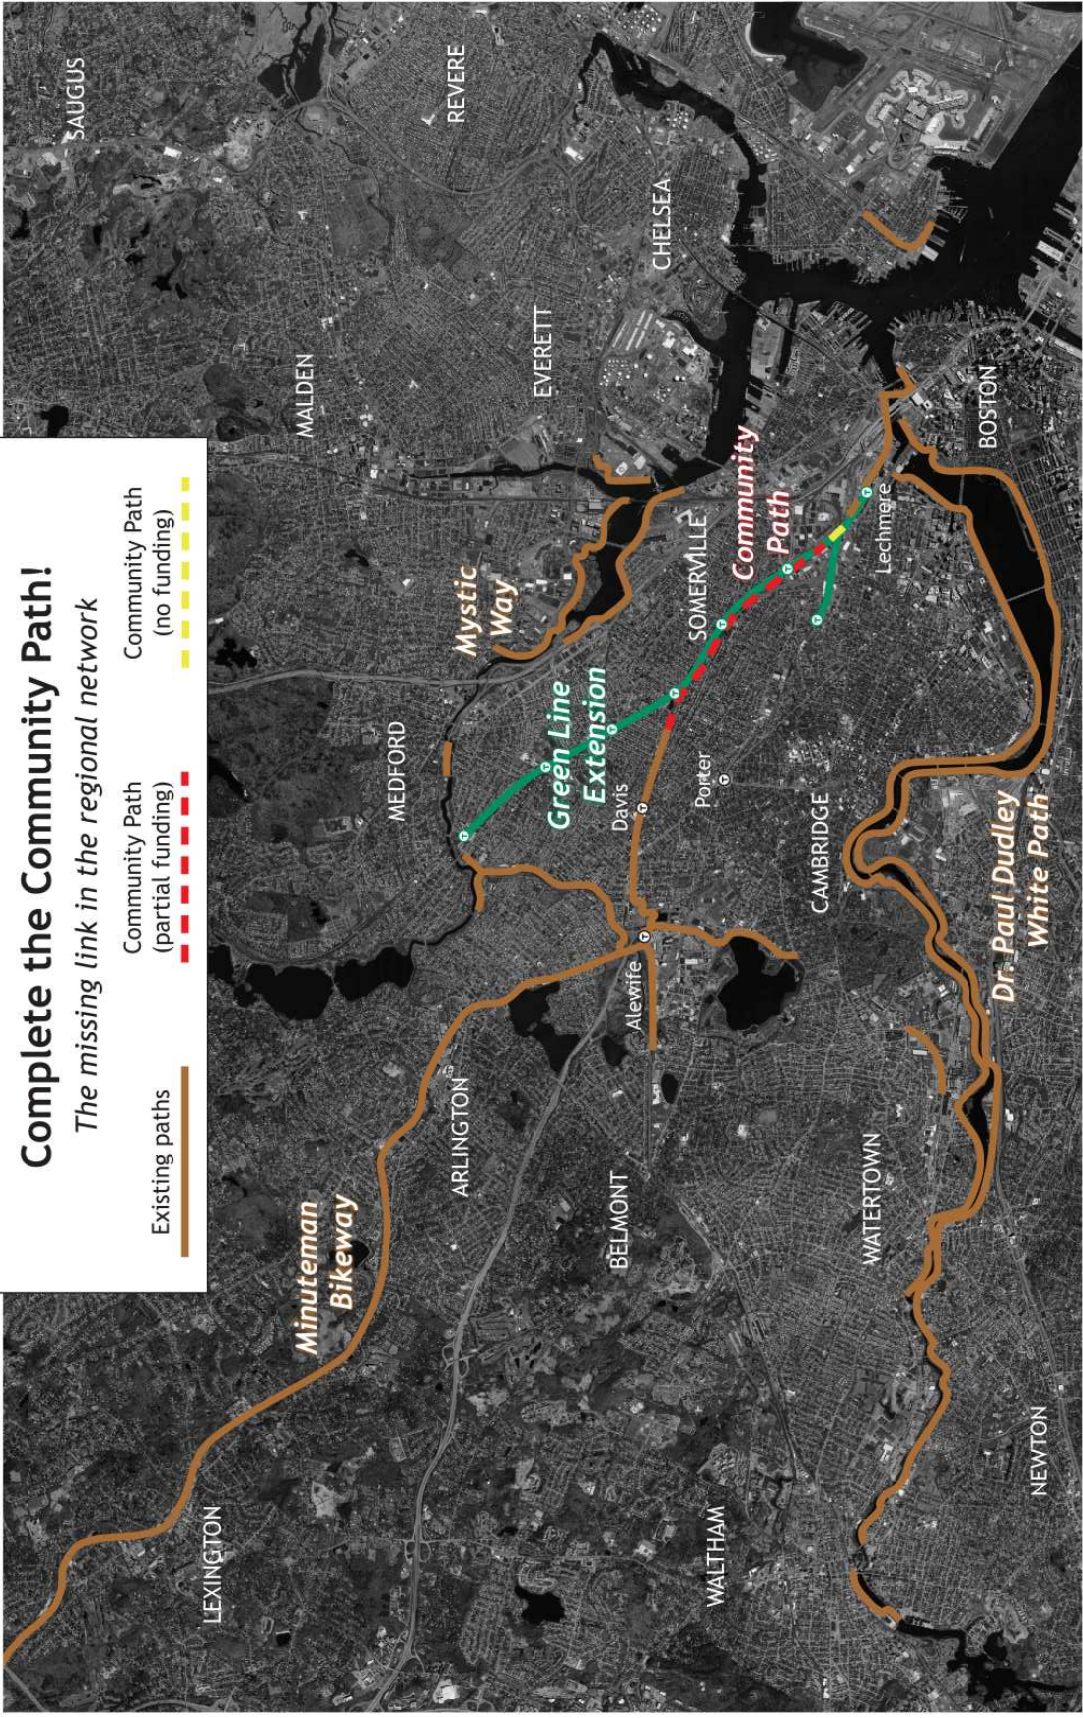 Complete the Community Path!
The missing link in the regional network
Existing paths
Community Path
(partial funding)
Community Path
(no funding)
SAUGUS
REVERE
MALDEN
EVERETT
CHELSEA
Mystic
Way
MEDFORD
Green Line
Extension
SOMERVILLE
Community
Path
Lechmere
BOSTON
Davis
Porter
CAMBRIDGE
Alewife
Minuteman
Bikeway
ARLINGTON
BELMONT
WATERTOWN
Dr. Paul Dudley
White Path
LEXINGTON
WALTHAM
NEWTON
T
T
T
T
T
T
T
T
T
T
T